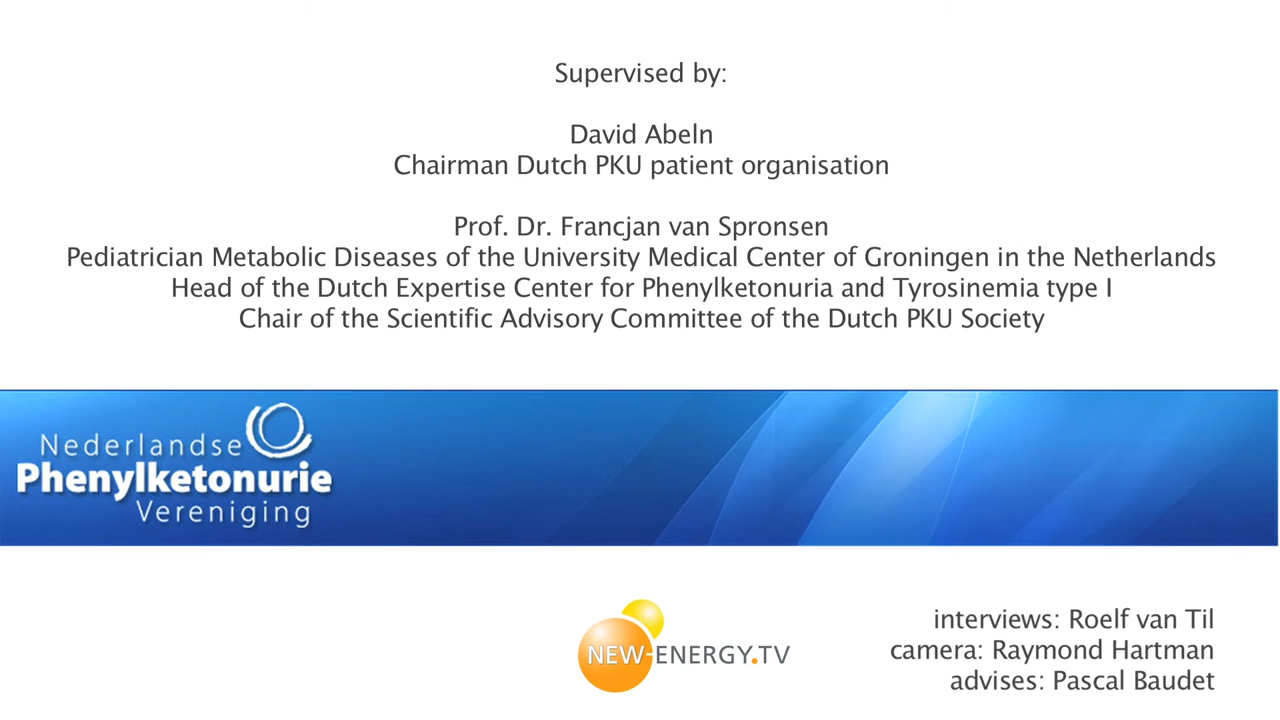 Supervised by:
David Abeln
Chairman Dutch PKU patient organisation
Prof. Dr. Francjan van Spronsen
Pediatrician Metabolic Diseases of the University Medical Center of Groningen in the Netherlands
Head of the Dutch Expertise Center for Phenylketonuria and Tyrosinemia type I
Chair of the Scientific Advisory Committee of the Dutch PKU Society
Nederlandse
Phenylketonurie
Vereniging
NEW-ENERGY.TV
interviews: Roelf van Til
camera: Raymond Hartman
advises: Pascal Baudet